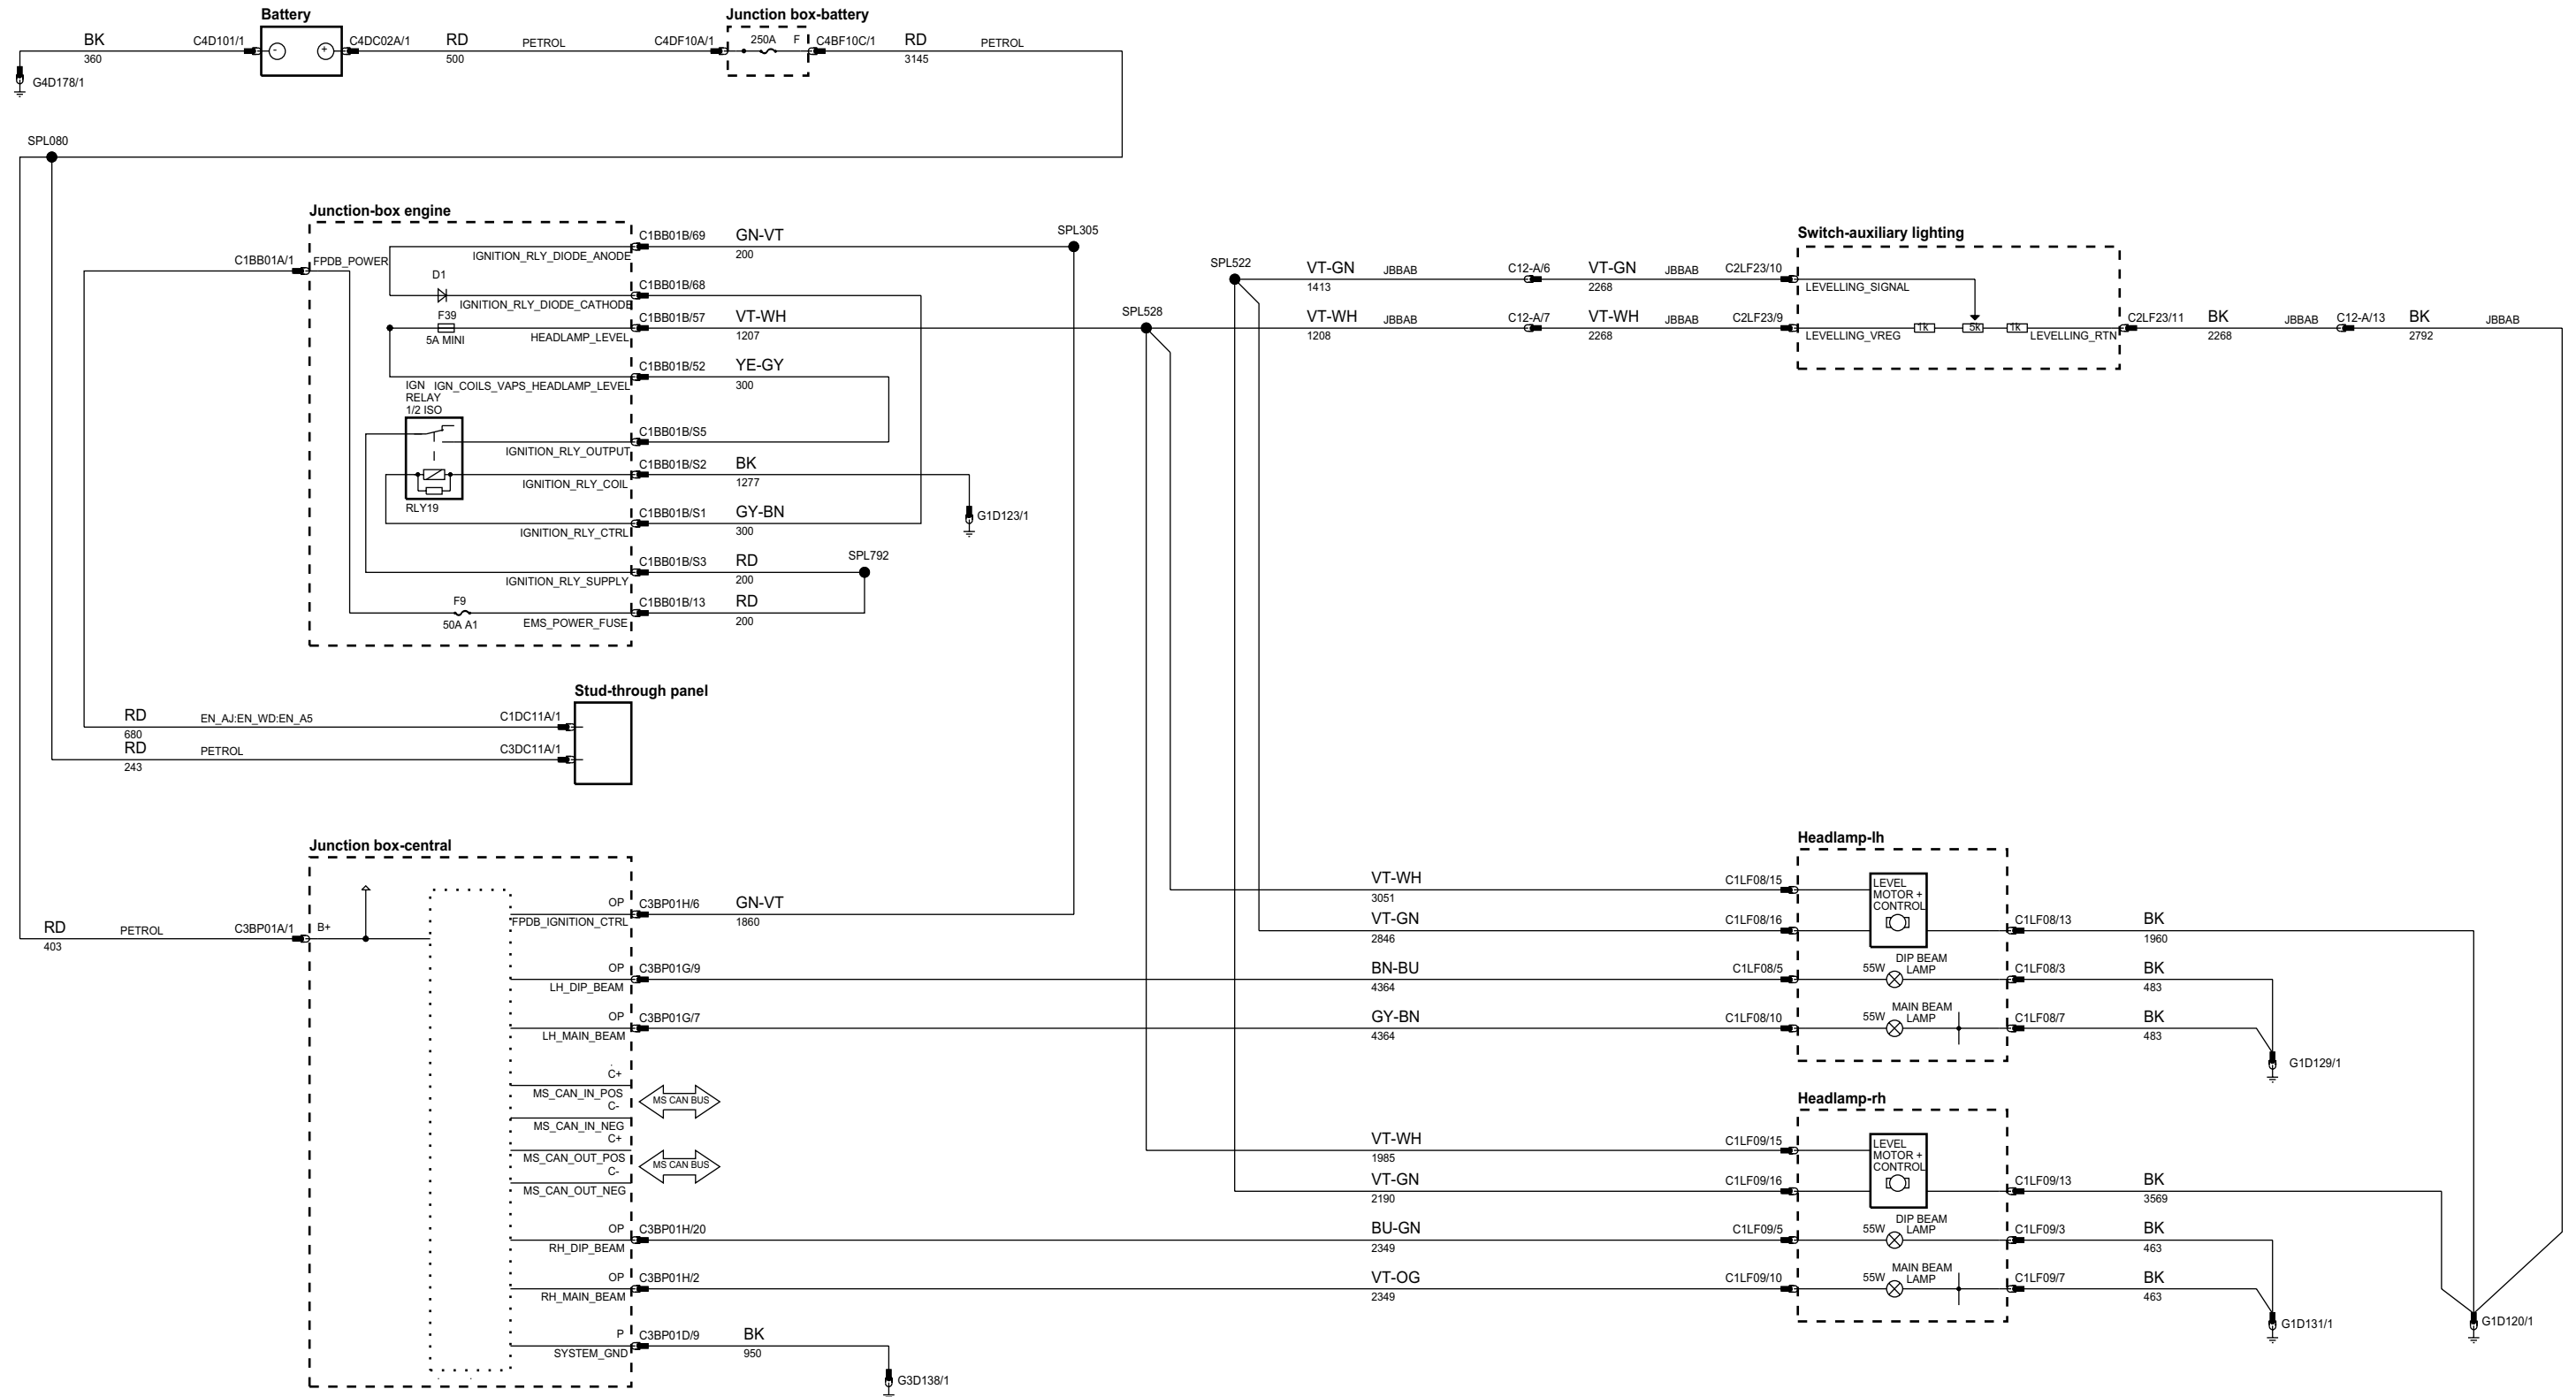 Battery
Junction box-battery
BK
360
C4D101/1
-
+
C4DC02A/1
RD
500
PETROL
C4DF10A/1
250A
F
C4BF10C/1
RD
3145
PETROL
G4D178/1
SPL080
Junction-box engine
C1BB01A/1
FPDB_POWER
C1BB01B/69
GN-VT
200
IGNITION_RLY_DIODE_ANODE
D1
C1BB01B/68
IGNITION_RLY_DIODE_CATHODE
F39
5A MINI
C1BB01B/57
VT-WH
1207
HEADLAMP_LEVEL
C1BB01B/52
YE-GY
300
IGN_COILS_VAPS_HEADLAMP_LEVEL
IGN
RELAY
1/2 ISO
C1BB01B/S5
IGNITION_RLY_OUTPUT
C1BB01B/S2
BK
1277
IGNITION_RLY_COIL
RLY19
C1BB01B/S1
GY-BN
300
IGNITION_RLY_CTRL
G1D123/1
C1BB01B/S3
RD
200
IGNITION_RLY_SUPPLY
SPL792
F9
50A A1
C1BB01B/13
RD
200
EMS_POWER_FUSE
SPL305
SPL528
SPL522
VT-GN
1413
JBBAB
C12-A/6
VT-GN
2268
JBBAB
C2LF23/10
VT-WH
1208
JBBAB
C12-A/7
VT-WH
2268
JBBAB
C2LF23/9
Switch-auxiliary lighting
LEVELLING_SIGNAL
LEVELLING_VREG
1k
5k
1k
LEVELLING_RTN
C2LF23/11
BK
2268
JBBAB
C12-A/13
BK
2792
JBBAB
Stud-through panel
RD
680
EN_AJ:EN_WD:EN_A5
C1DC11A/1
RD
243
PETROL
C3DC11A/1
Junction box-central
RD
403
PETROL
C3BP01A/1
B+
OP
C3BP01H/6
GN-VT
1860
FPDB_IGNITION_CTRL
OP
C3BP01G/9
LH_DIP_BEAM
OP
C3BP01G/7
LH_MAIN_BEAM
C+
MS_CAN_IN_POS
C-
MS_CAN_IN_NEG
MS CAN BUS
C+
MS_CAN_OUT_POS
C-
MS_CAN_OUT_NEG
MS CAN BUS
OP
C3BP01H/20
RH_DIP_BEAM
OP
C3BP01H/2
RH_MAIN_BEAM
P
C3BP01D/9
BK
950
SYSTEM_GND
G3D138/1
Headlamp-lh
VT-WH
3051
C1LF08/15
VT-GN
2846
C1LF08/16
LEVEL
MOTOR +
CONTROL
C1LF08/13
BK
1960
BN-BU
4364
C1LF08/5
55W
DIP BEAM
LAMP
C1LF08/3
BK
483
GY-BN
4364
C1LF08/10
55W
MAIN BEAM
LAMP
C1LF08/7
BK
483
G1D129/1
Headlamp-rh
VT-WH
1985
C1LF09/15
VT-GN
2190
C1LF09/16
LEVEL
MOTOR +
CONTROL
C1LF09/13
BK
3569
BU-GN
2349
C1LF09/5
55W
DIP BEAM
LAMP
C1LF09/3
BK
463
VT-OG
2349
C1LF09/10
55W
MAIN BEAM
LAMP
C1LF09/7
BK
463
G1D131/1
G1D120/1